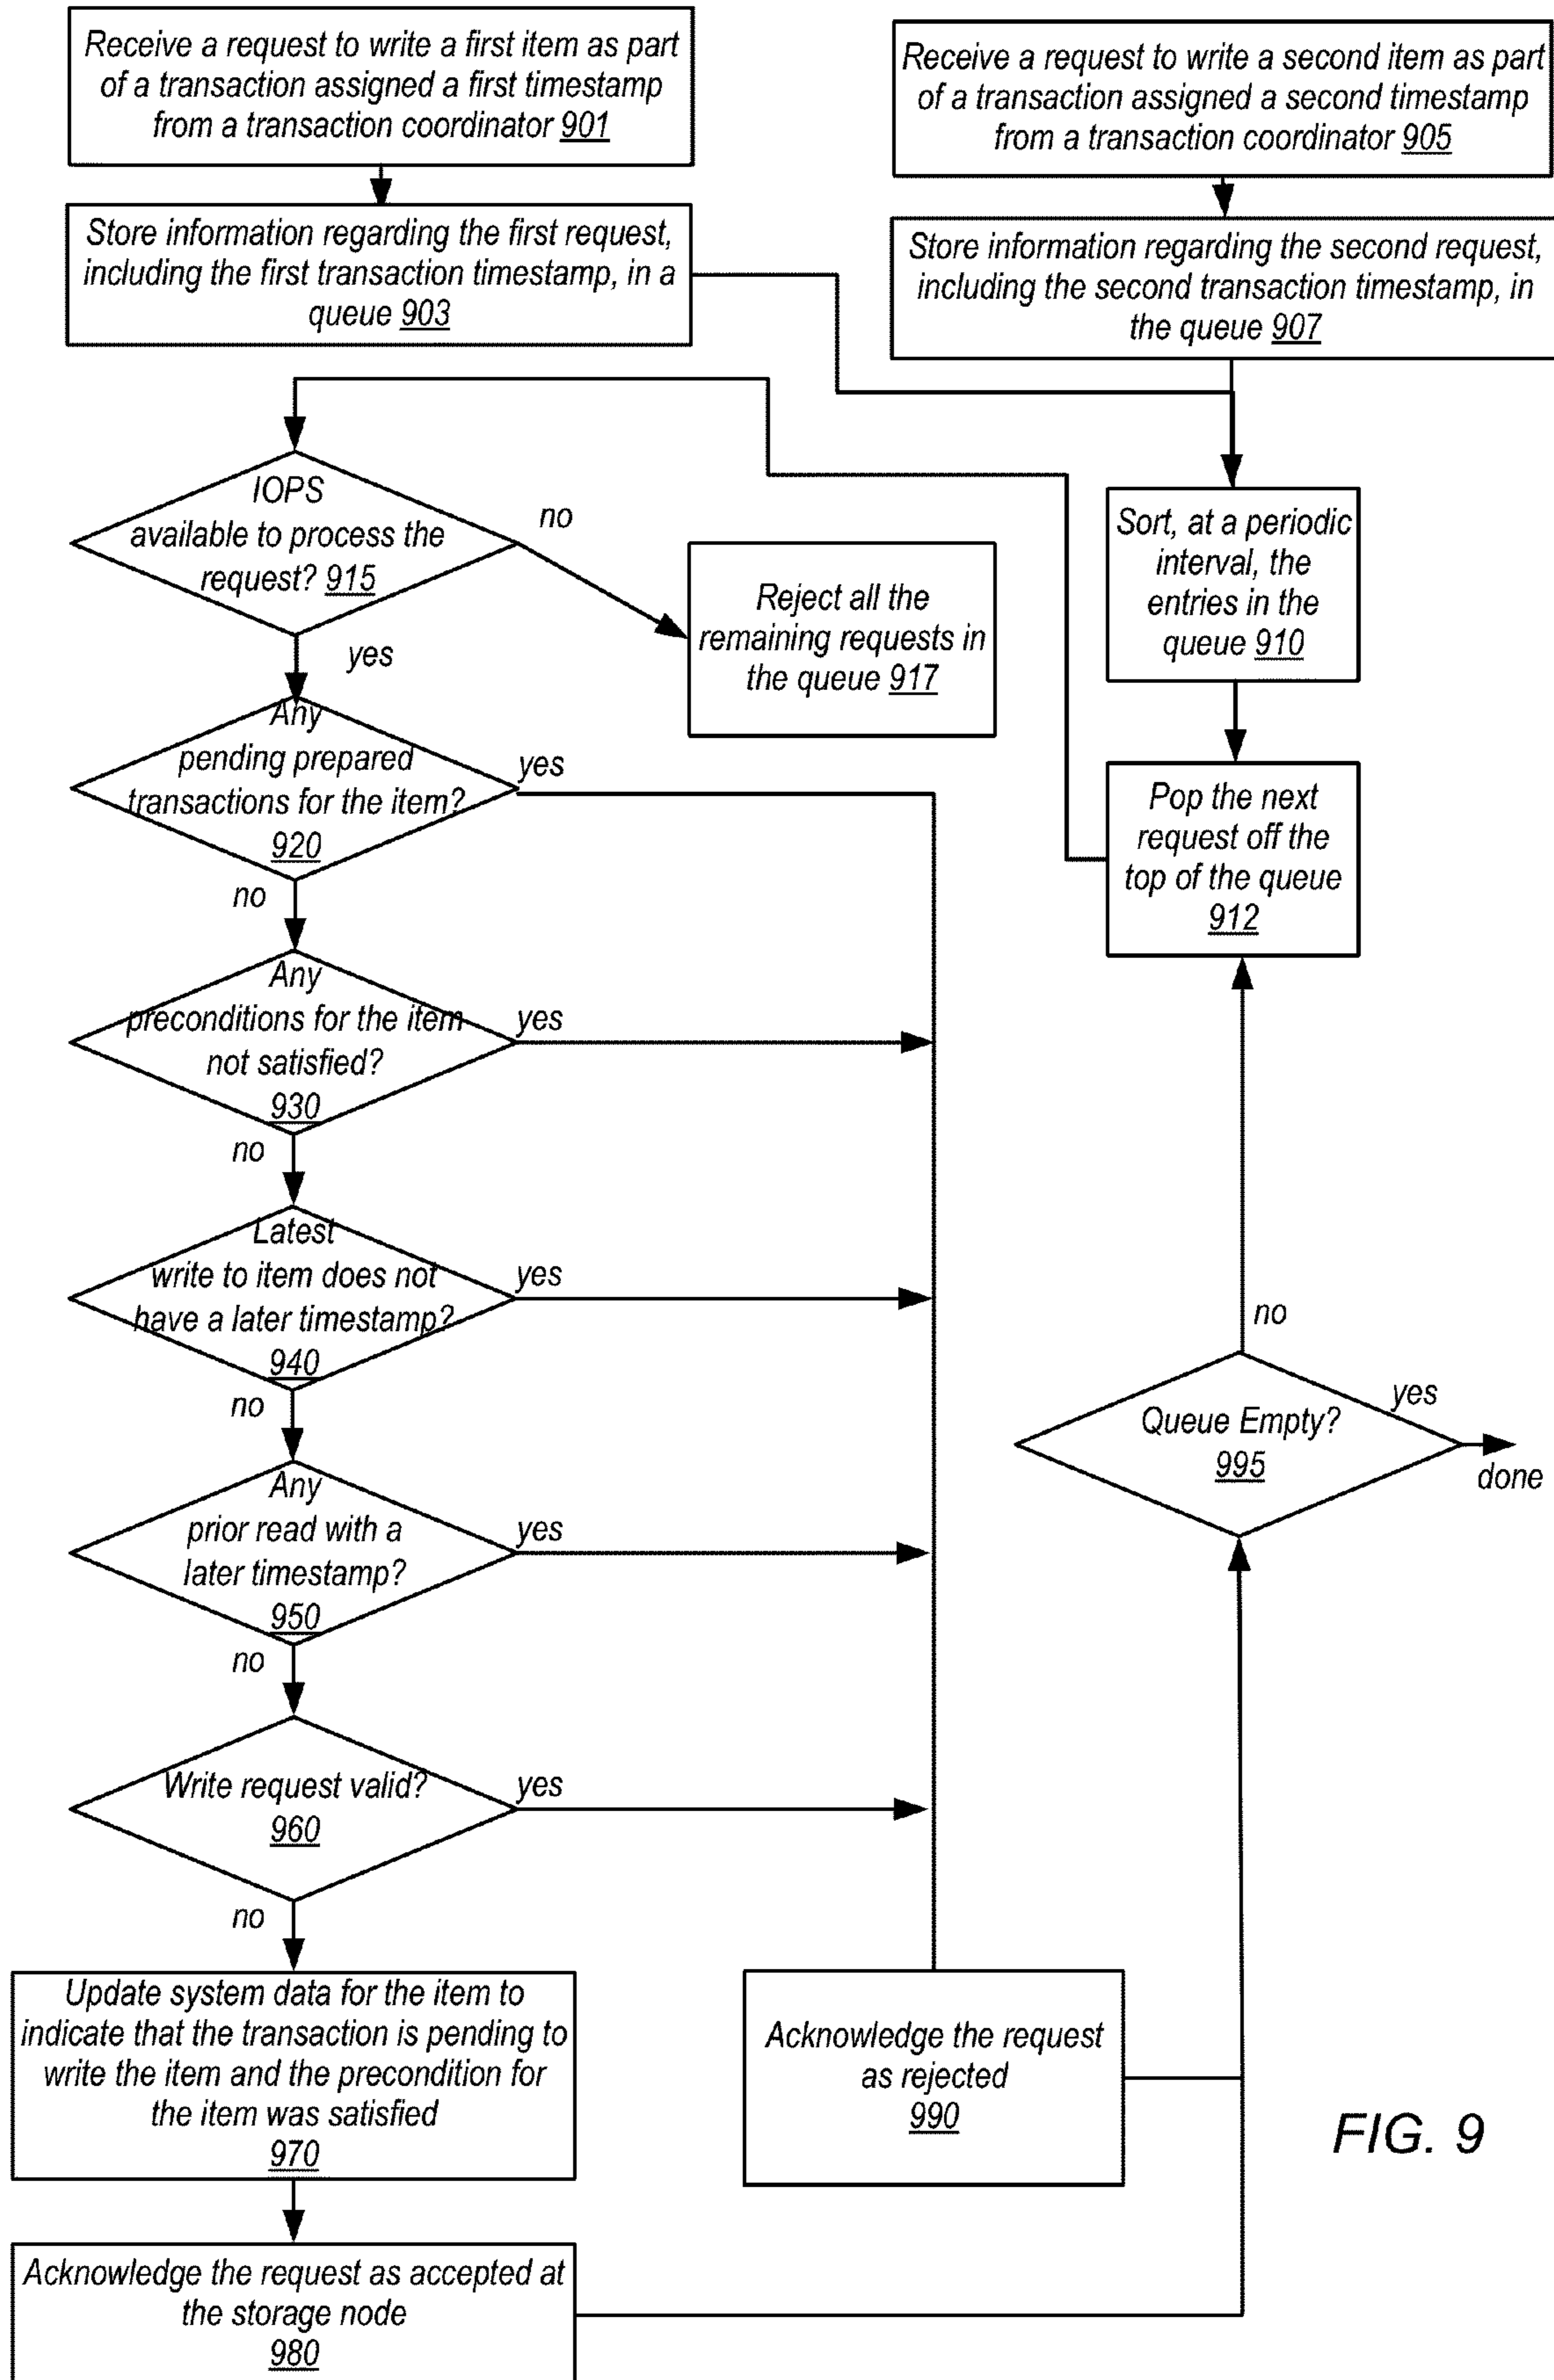 Receive a request to write a first item as part
of a transaction assigned a first timestamp
from a transaction coordinator 901
Receive a request to write a second item as part
of a transaction assigned a second timestamp
from a transaction coordinator 905
Store information regarding the first request,
including the first transaction timestamp, in a
queue 903
Store information regarding the second request,
including the second transaction timestamp, in
the queue 907
IOPS
available to process the
request? 915
no
yes
Reject all the
remaining requests in
the queue 917
Sort, at a periodic
interval, the
entries in the
queue 910
Any
pending prepared
transactions for the item?
920
yes
no
Pop the next
request off the
top of the queue
912
Any
preconditions for the item
not satisfied?
930
yes
no
Latest
write to item does not
have a later timestamp?
940
yes
no
no
Queue Empty?
995
yes
done
Any
prior read with a
later timestamp?
950
yes
no
Write request valid?
960
yes
no
Update system data for the item to
indicate that the transaction is pending to
write the item and the precondition for
the item was satisfied
970
Acknowledge the request
as rejected
990
FIG. 9
Acknowledge the request as accepted at
the storage node
980